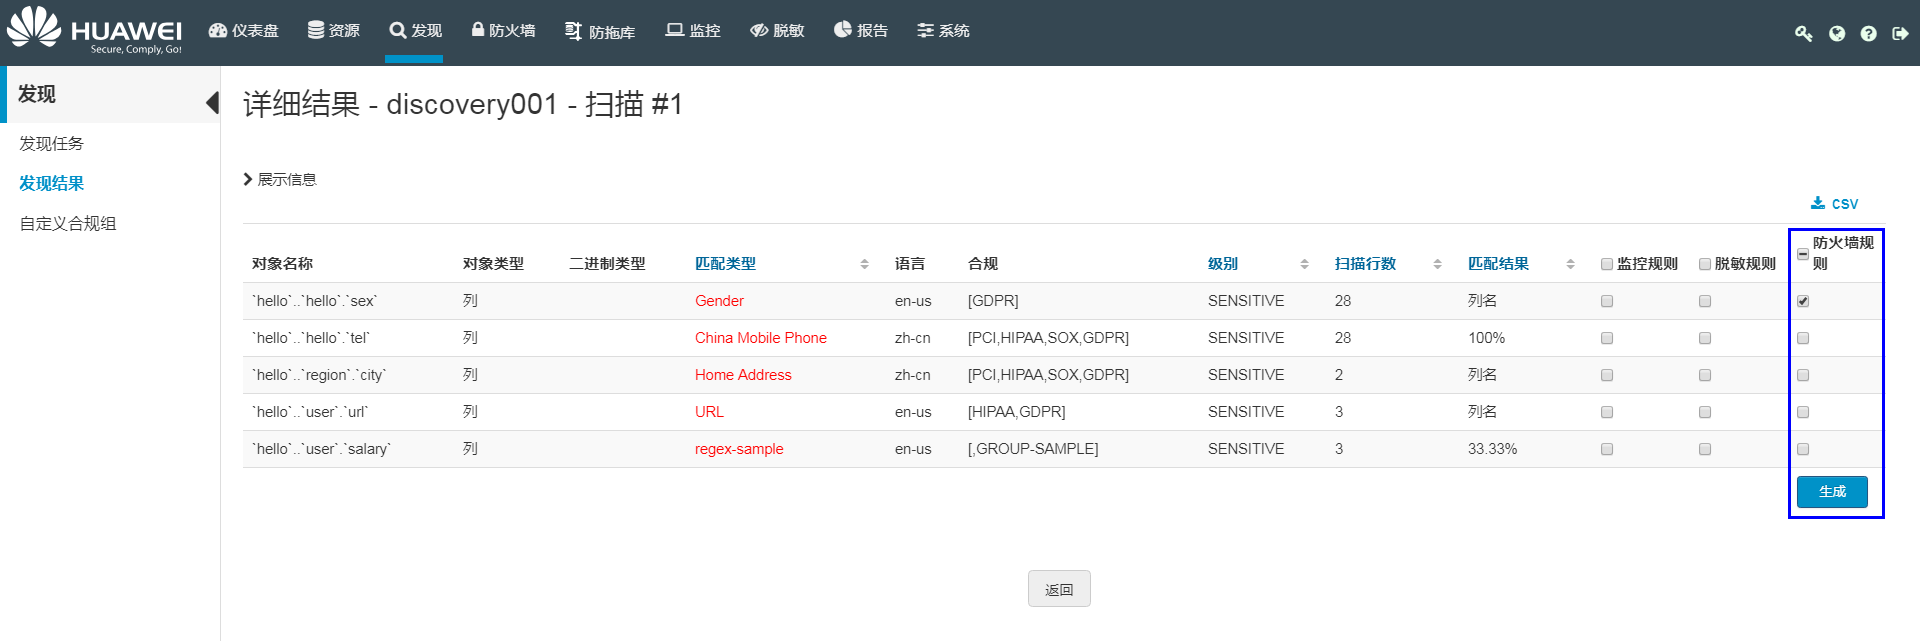 HUAWEI
Secure, Comply, Go!
仪表盘 资源 发现 防火墙 防拖库 监控 脱敏 报告 系统
发现
发现任务
发现结果
自定义合规组
详细结果 - discovery001 - 扫描 #1
展示信息
CSV
对象名称 对象类型 二进制类型 匹配类型 语言 合规 级别 扫描行数 匹配结果 监控规则 脱敏规则 防火墙规
则
`hello`..`hello`.`sex` 列 Gender en-us [GDPR] SENSITIVE 28 列名
`hello`..`hello`.`tel` 列 China Mobile Phone zh-cn [PCI,HIPAA,SOX,GDPR] SENSITIVE 28 100%
`hello`..`region`.`city` 列 Home Address zh-cn [PCI,HIPAA,SOX,GDPR] SENSITIVE 2 列名
`hello`..`user`.`url` 列 URL en-us [HIPAA,GDPR] SENSITIVE 3 列名
`hello`..`user`.`salary` 列 regex-sample en-us [,GROUP-SAMPLE] SENSITIVE 3 33.33%
生成
返回